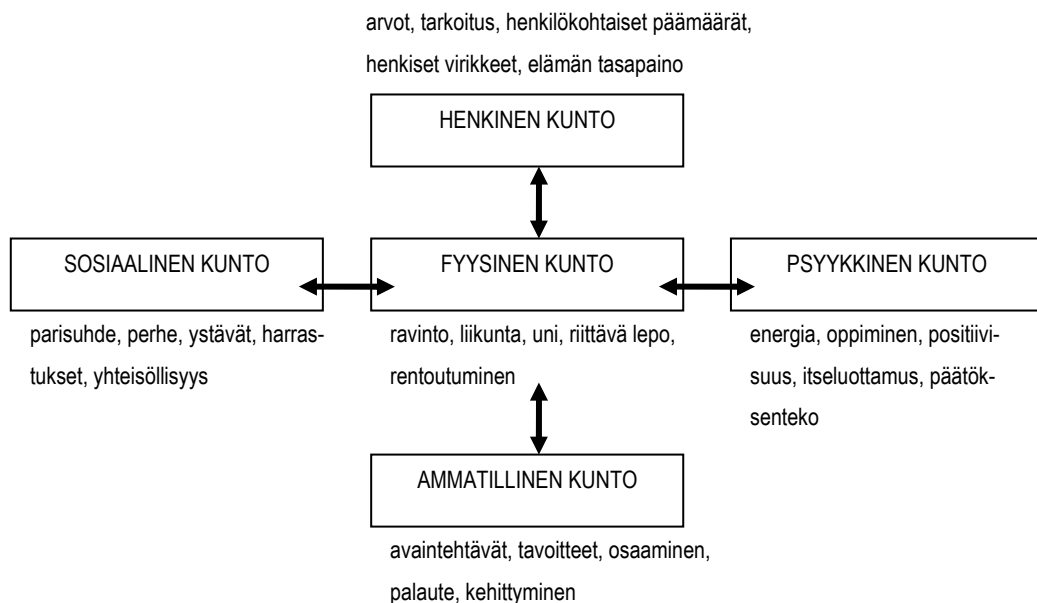 arvot, tarkoitus, henkilökohtaiset päämäärät,
henkiset virikkeet, elämän tasapaino
HENKINEN KUNTO
SOSIAALINEN KUNTO
parisuhde, perhe, ystävät, harras-
tukset, yhteisöllisyys
FYYSINEN KUNTO
ravinto, liikunta, uni, riittävä lepo,
rentoutuminen
PSYYKKINEN KUNTO
energia, oppiminen, positiivi-
suus, itseluottamus, päätök-
senteko
AMMATILLINEN KUNTO
avaintehtävät, tavoitteet, osaaminen,
palaute, kehittyminen